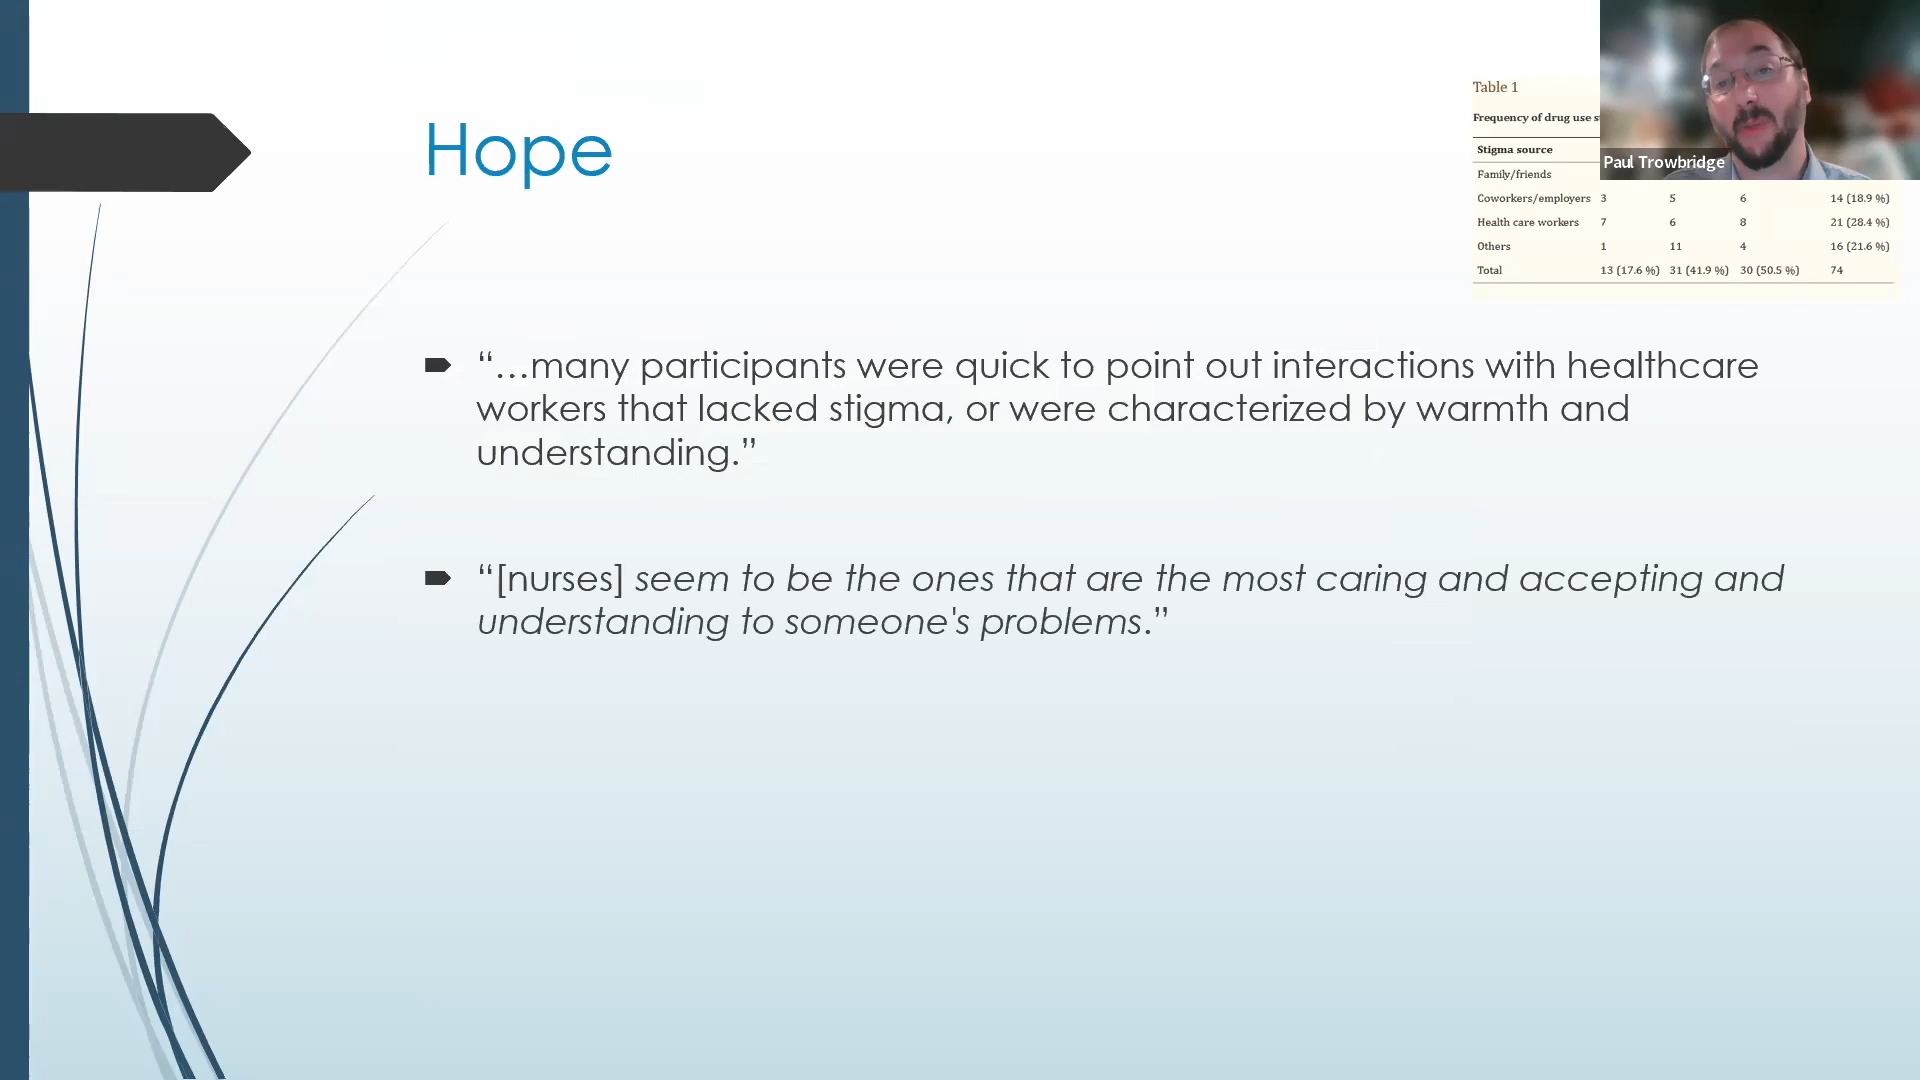 Hope
Table 1
Frequency of drug use
Stigma source
Family/friends
Coworkers/employers 3 5 6 14 (18.9 %)
Health care workers 7 6 8 21 (28.4 %)
Others 1 11 4 16 (21.6 %)
Total 13 (17.6 %) 31 (41.9 %) 30 (50.5 %) 74
Paul Trowbridge
“…many participants were quick to point out interactions with healthcare
workers that lacked stigma, or were characterized by warmth and
understanding.”
“[nurses] seem to be the ones that are the most caring and accepting and
understanding to someone's problems.”